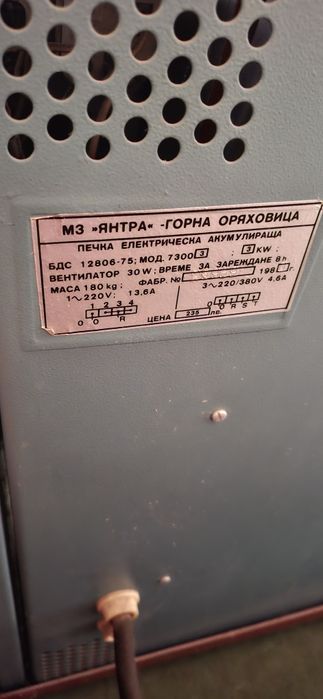 МЗ »ЯНТРА« -ГОРНА ОРЯХОВИЦА
ПЕЧКА ЕЛЕКТРИЧЕСКА АКУМУЛИРАЩА
БДС 12806-75; МОД. 7300 3 ; 3 KW ;
ВЕНТИЛАТОР 30W; ВРЕМЕ ЗА ЗАРЕЖДАНЕ 8h
МАСА 180 kg; ФАБР. № 198 г.
1~220V; 13,6A 3~220/380V 4,6A
1 2 3 4
0 0 R ЦЕНА 235 лв. 0 0 R S T